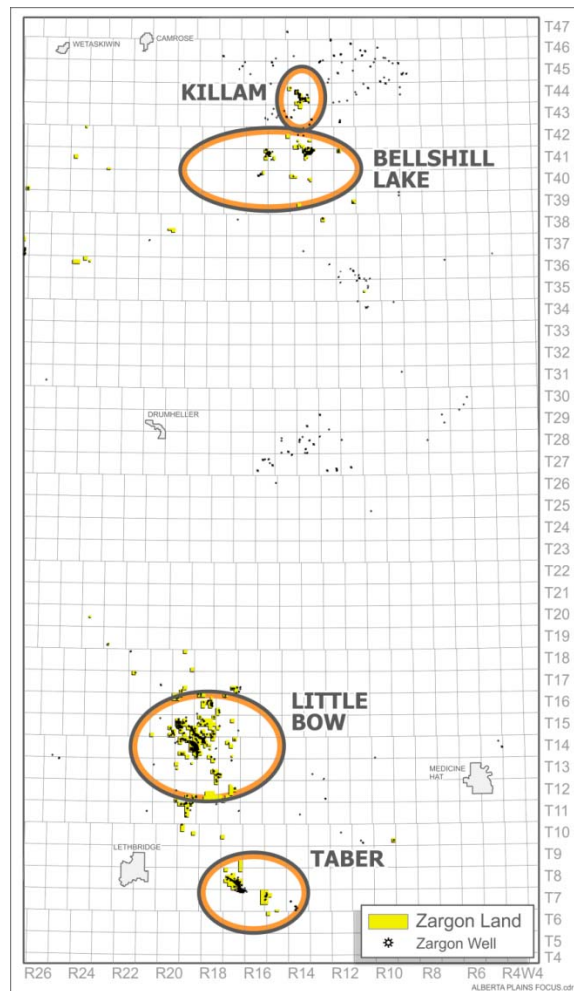 T47
WETASKIWIN
CAMROSE
T46
T45
KILLAM
T44
T43
T42
BELLSHILL
LAKE
T41
T40
T39
T38
T37
T36
T35
T34
T33
T32
T31
T30
DRUMHELLER
T29
T28
T27
T26
T25
T24
T23
T22
T21
T20
T19
T18
T17
LITTLE
BOW
T16
T15
T14
MEDICINE
HAT
T13
T12
T11
T10
LETHBRIDGE
TABER
T9
T8
T7
T6
T5
T4
Zargon Land
Zargon Well
R26 R24 R22 R20 R18 R16 R14 R12 R10 R8 R6 R4W4
ALBERTA PLAINS FOCUS.cdr